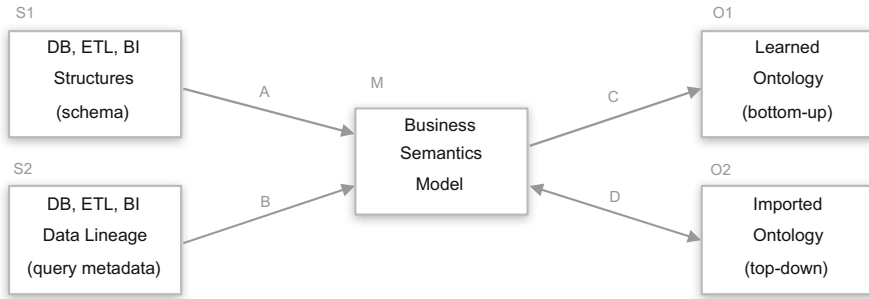 S1
DB, ETL, BI
Structures
(schema)
A
S2
DB, ETL, BI
Data Lineage
(query metadata)
B
M
Business
Semantics
Model
C
D
O1
Learned
Ontology
(bottom-up)
O2
Imported
Ontology
(top-down)